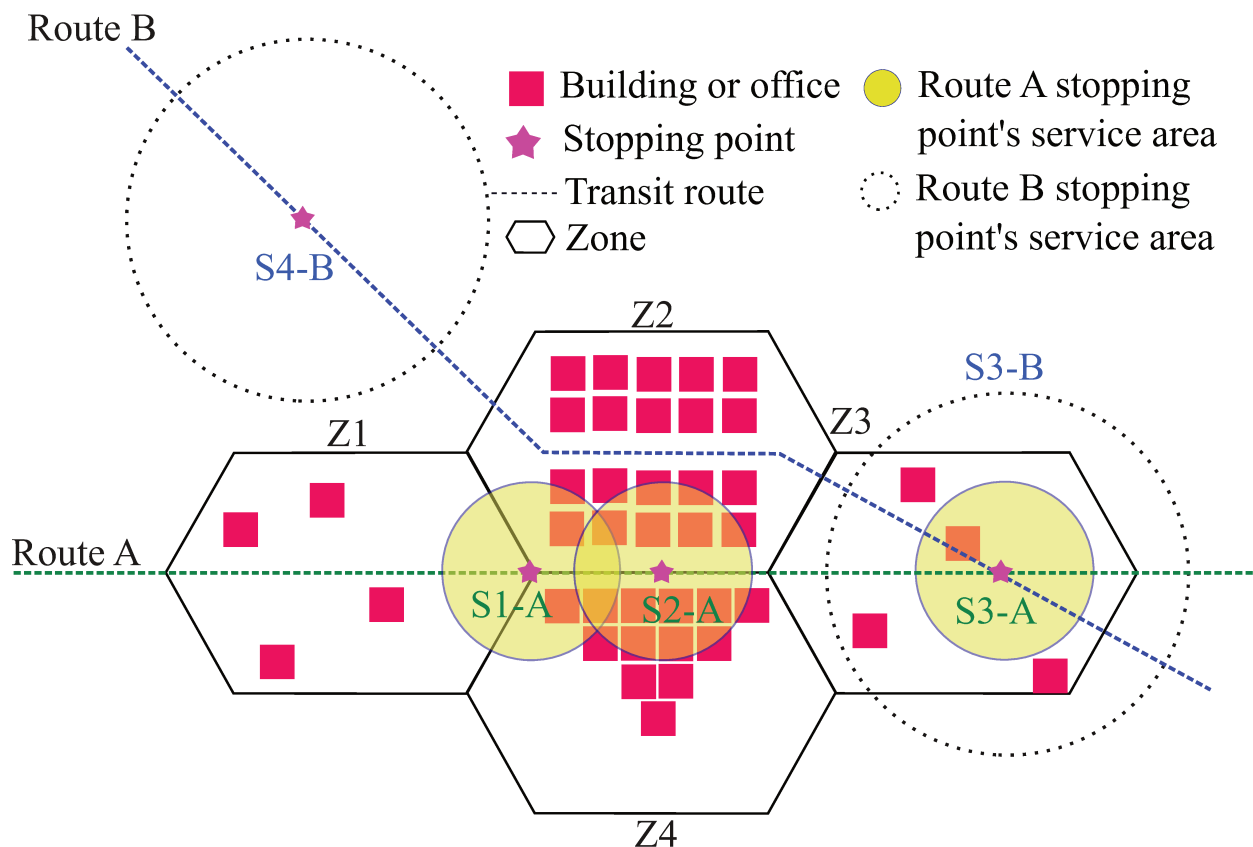 Route B
Building or office
Stopping point
Transit route
Zone
Route A stopping
point's service area
Route B stopping
point's service area
S4-B
Z2
S3-B
Z1
Z3
Route A
S1-A
S2-A
S3-A
Z4